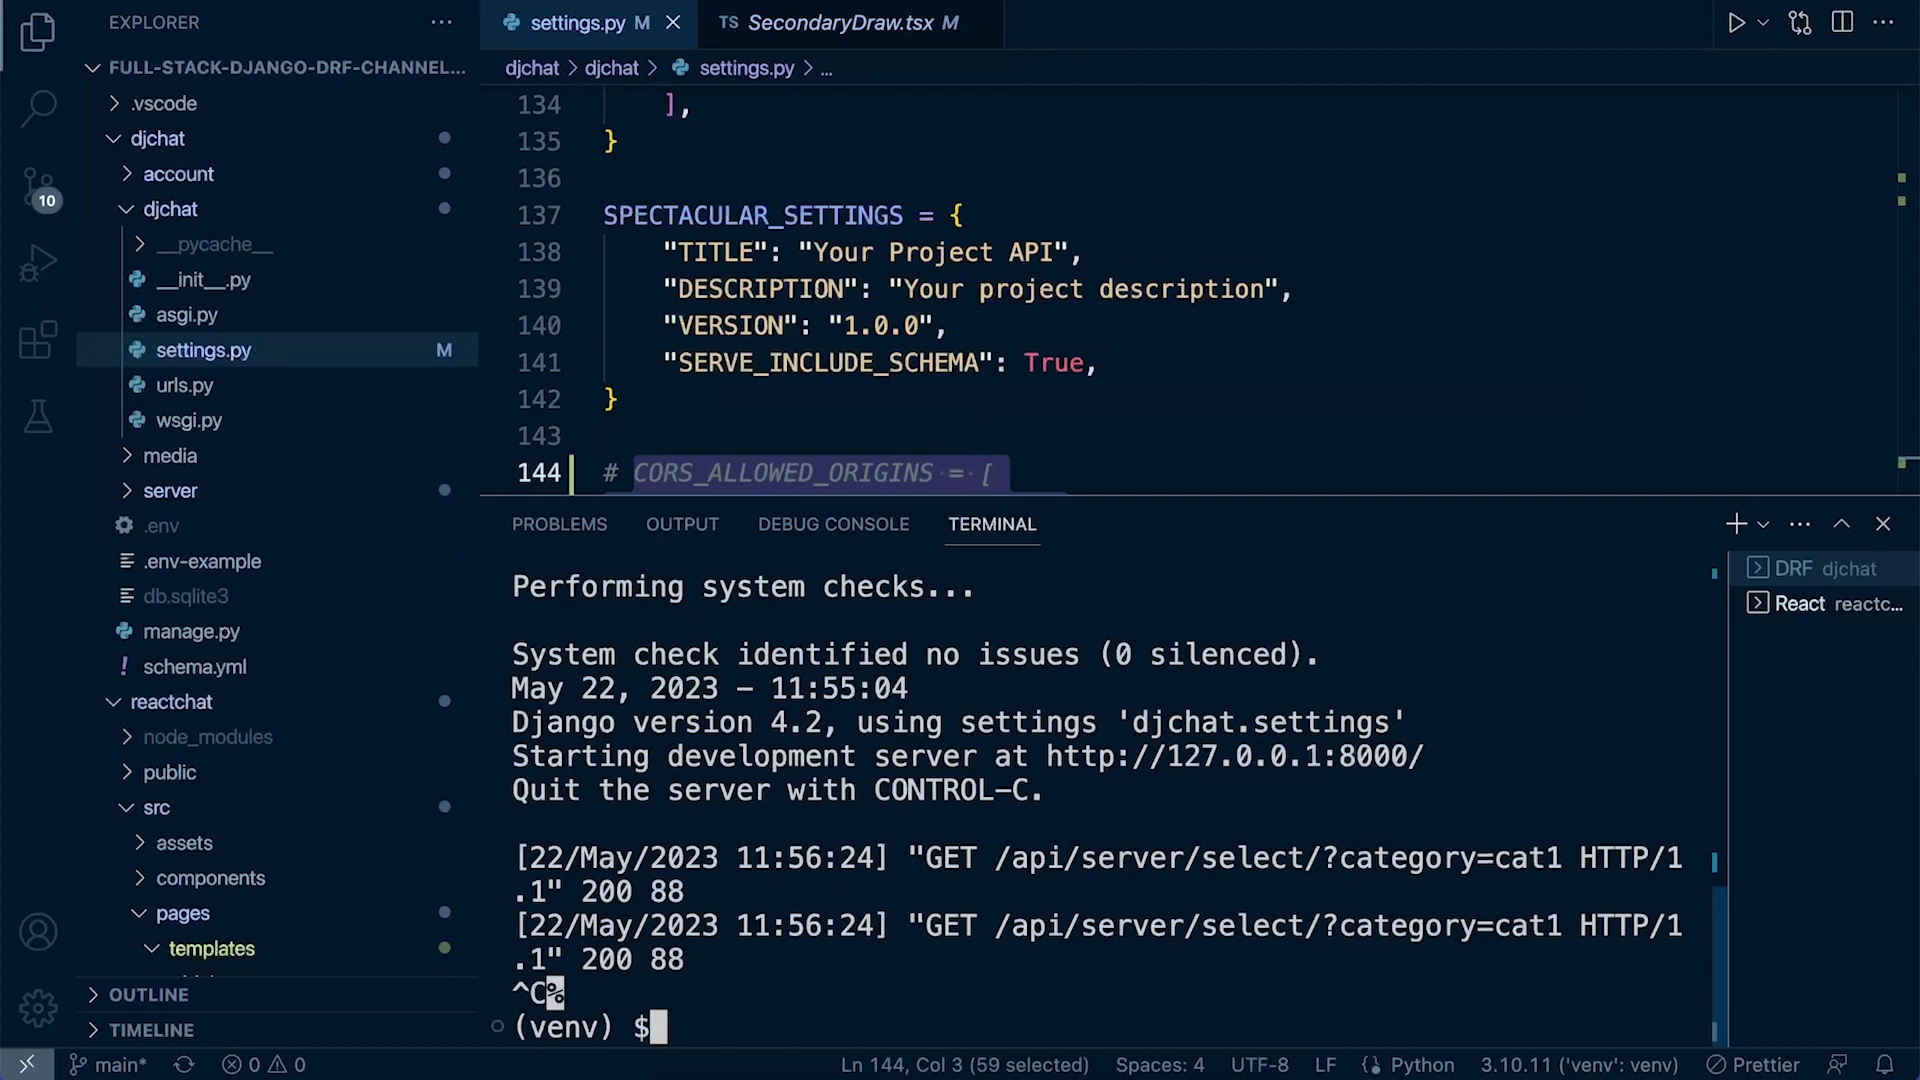 EXPLORER
settings.py M
TS SecondaryDraw.tsx M
FULL-STACK-DJANGO-DRF-CHANNEL...
djchat > djchat > settings.py > ...
.vscode
djchat
account
djchat
__pycache__
__init__.py
asgi.py
settings.py M
urls.py
wsgi.py
media
server
.env
.env-example
db.sqlite3
manage.py
! schema.yml
reactchat
node_modules
public
src
assets
components
pages
templates
OUTLINE
TIMELINE
10
134 ],
135 }
136
137 SPECTACULAR_SETTINGS = {
138 "TITLE": "Your Project API",
139 "DESCRIPTION": "Your project description",
140 "VERSION": "1.0.0",
141 "SERVE_INCLUDE_SCHEMA": True,
142 }
143
144 # CORS_ALLOWED_ORIGINS = [
PROBLEMS OUTPUT DEBUG CONSOLE TERMINAL
Performing system checks...
System check identified no issues (0 silenced).
May 22, 2023 - 11:55:04
Django version 4.2, using settings 'djchat.settings'
Starting development server at http://127.0.0.1:8000/
Quit the server with CONTROL-C.
[22/May/2023 11:56:24] "GET /api/server/select/?category=cat1 HTTP/1
.1" 200 88
[22/May/2023 11:56:24] "GET /api/server/select/?category=cat1 HTTP/1
.1" 200 88
^C%
(venv) $
DRF djchat
React reactc...
main* 0 0 Ln 144, Col 3 (59 selected) Spaces: 4 UTF-8 LF Python 3.10.11 ('venv': venv) Prettier